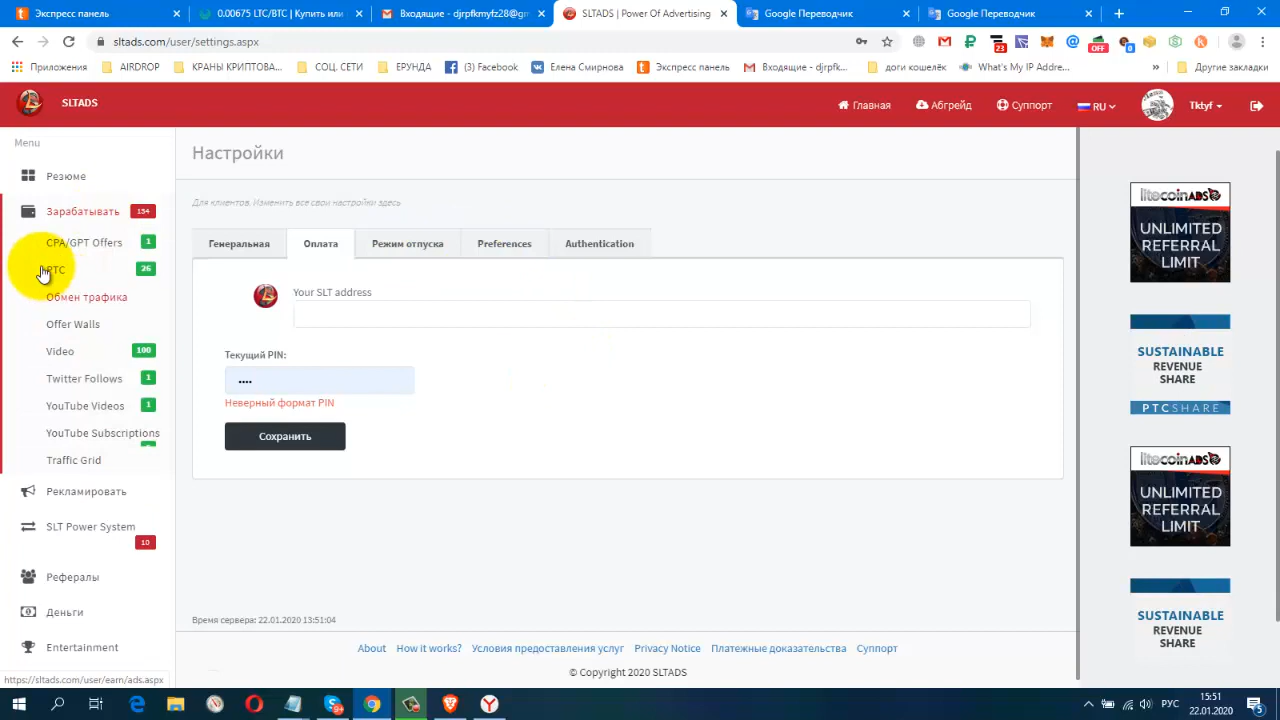 Экспресс панель
0.00675 LTC/BTC | Купить или
Входящие - djrpfkmyfz28@gm
SLTADS | Power Of Advertising
Google Переводчик
Google Переводчик
sltads.com/user/settings.aspx
23
OFF
0
Приложения
AIRDROP
КРАНЫ КРИПТОВА...
СОЦ. СЕТИ
ЕРУНДА
(3) Facebook
Елена Смирнова
Экспресс панель
Входящие - djrpfk...
доги кошелёк
What's My IP Addre...
»
Другие закладки
SLTADS
Главная
Абгрейд
Суппорт
RU
Tktyf
Menu
Резюме
Зарабатывать 134
CPA/GPT Offers 1
PTC 26
Обмен трафика
Offer Walls
Video 100
Twitter Follows 1
YouTube Videos 1
YouTube Subscriptions
Traffic Grid
Рекламировать
SLT Power System
10
Рефералы
Деньги
Entertainment
Настройки
Для клиентов. Изменить все свои настройки здесь
Генеральная
Оплата
Режим отпуска
Preferences
Authentication
Your SLT address
Текущий PIN:
Неверный формат PIN
Сохранить
Время сервера: 22.01.2020 13:51:04
About
How it works?
Условия предоставления услуг
Privacy Notice
Платежные доказательства
Суппорт
© Copyright 2020 SLTADS
litecoinADS
UNLIMITED
REFERRAL
LIMIT
SUSTAINABLE
REVENUE
SHARE
PTCSHARE
litecoinADS
UNLIMITED
REFERRAL
LIMIT
SUSTAINABLE
REVENUE
SHARE
https://sltads.com/user/earn/ads.aspx
РУС
15:51
22.01.2020
5